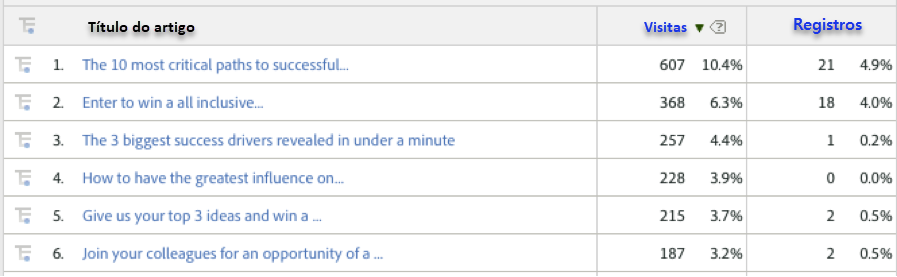 Título do artigo Visitas ▼ ? Registros
1. The 10 most critical paths to successful... 607 10.4% 21 4.9%
2. Enter to win a all inclusive... 368 6.3% 18 4.0%
3. The 3 biggest success drivers revealed in under a minute 257 4.4% 1 0.2%
4. How to have the greatest influence on... 228 3.9% 0 0.0%
5. Give us your top 3 ideas and win a ... 215 3.7% 2 0.5%
6. Join your colleagues for an opportunity of a ... 187 3.2% 2 0.5%